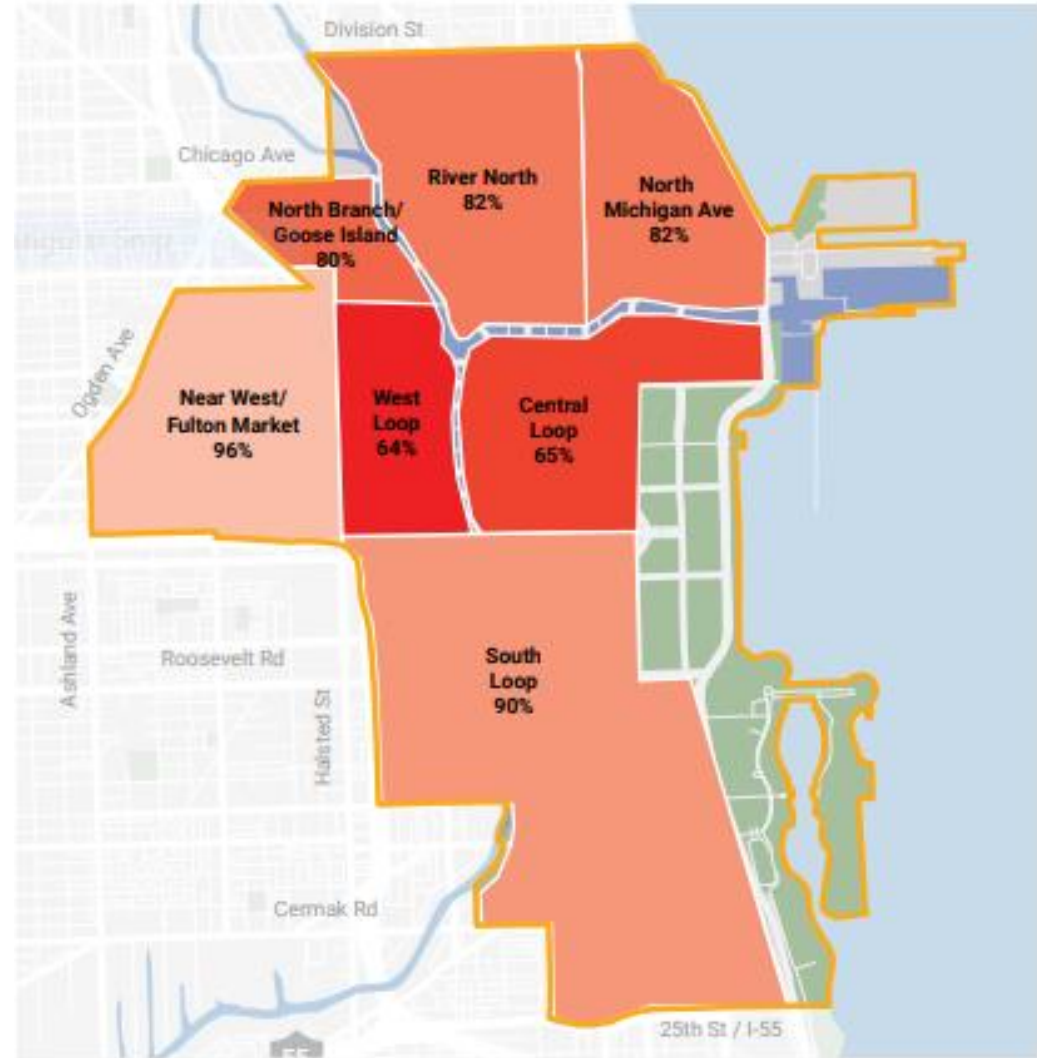 Division St
Chicago Ave
River North
82%
North
Michigan Ave
82%
North Branch/
Goose Island
80%
Ogden Ave
Near West/
Fulton Market
96%
West
Loop
64%
Central
Loop
65%
Ashland Ave
Roosevelt Rd
Halsted St
South
Loop
90%
Cermak Rd
25th St / I-55